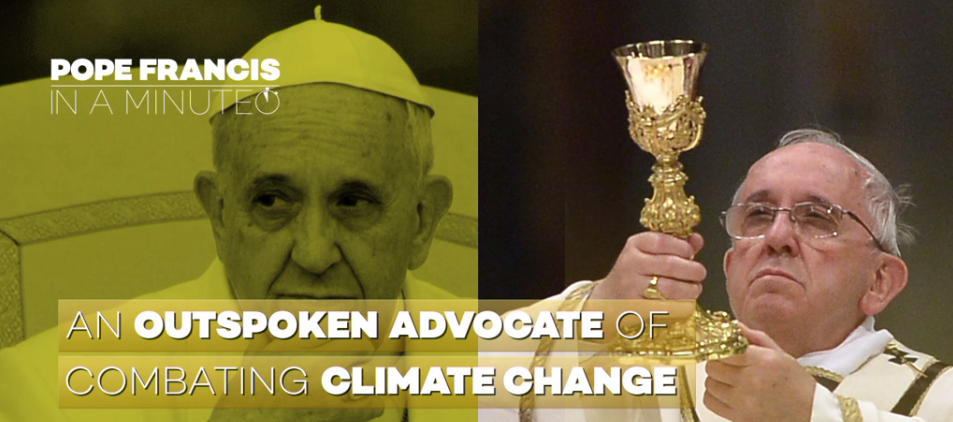 POPE FRANCIS
IN A MINUTE
AN OUTSPOKEN ADVOCATE OF
COMBATING CLIMATE CHANGE